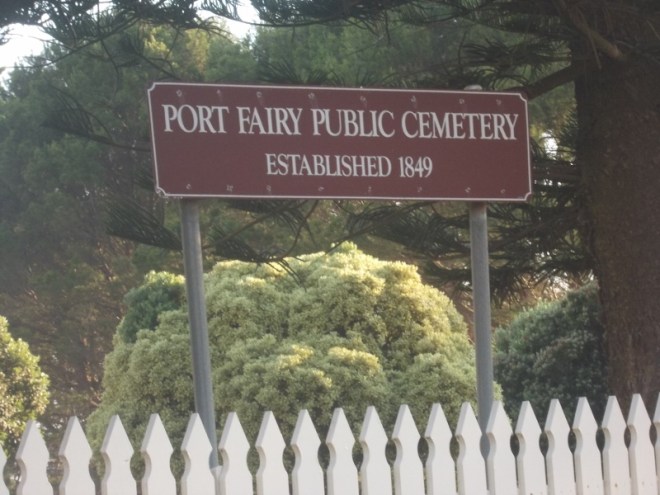 PORT FAIRY PUBLIC CEMETERY
ESTABLISHED 1849